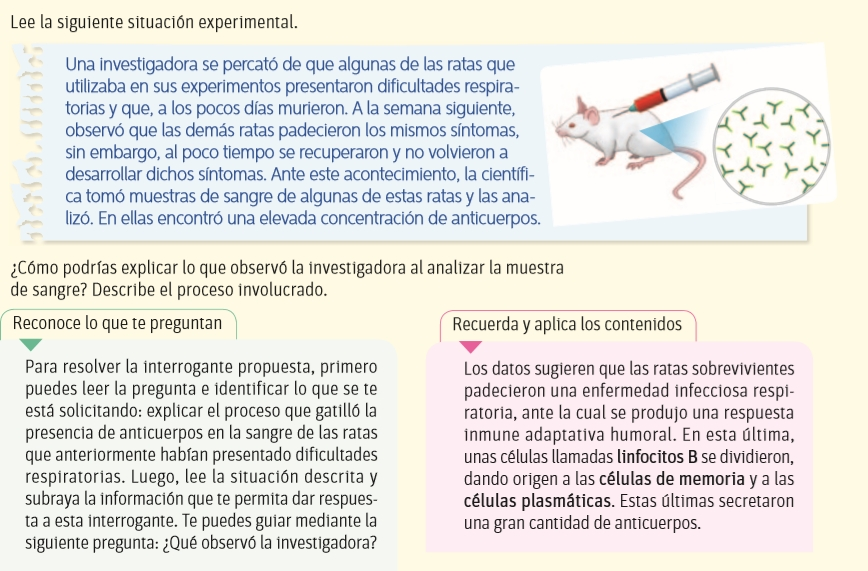 Lee la siguiente situación experimental.
Una investigadora se percató de que algunas de las ratas que
utilizaba en sus experimentos presentaron dificultades respira-
torias y que, a los pocos días murieron. A la semana siguiente,
observó que las demás ratas padecieron los mismos síntomas,
sin embargo, al poco tiempo se recuperaron y no volvieron a
desarrollar dichos síntomas. Ante este acontecimiento, la científi-
ca tomó muestras de sangre de algunas de estas ratas y las ana-
lizó. En ellas encontró una elevada concentración de anticuerpos.
¿Cómo podrías explicar lo que observó la investigadora al analizar la muestra
de sangre? Describe el proceso involucrado.
Reconoce lo que te preguntan
Para resolver la interrogante propuesta, primero
puedes leer la pregunta e identificar lo que se te
está solicitando: explicar el proceso que gatilló la
presencia de anticuerpos en la sangre de las ratas
que anteriormente habían presentado dificultades
respiratorias. Luego, lee la situación descrita y
subraya la información que te permita dar respues-
ta a esta interrogante. Te puedes guiar mediante la
siguiente pregunta: ¿Qué observó la investigadora?
Recuerda y aplica los contenidos
Los datos sugieren que las ratas sobrevivientes
padecieron una enfermedad infecciosa respi-
ratoria, ante la cual se produjo una respuesta
inmune adaptativa humoral. En esta última,
unas células llamadas linfocitos B se dividieron,
dando origen a las células de memoria y a las
células plasmáticas. Estas últimas secretaron
una gran cantidad de anticuerpos.